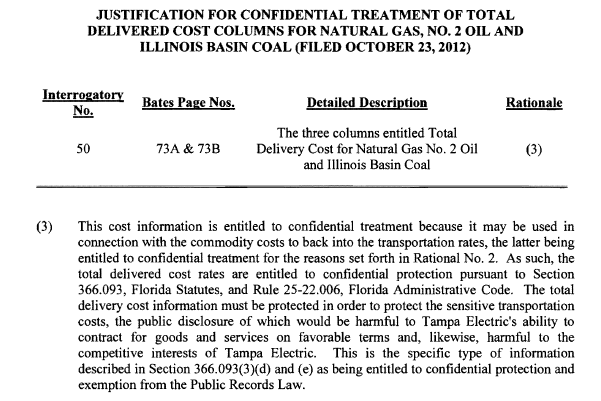 JUSTIFICATION FOR CONFIDENTIAL TREATMENT OF TOTAL
DELIVERED COST COLUMNS FOR NATURAL GAS, NO. 2 OIL AND
ILLINOIS BASIN COAL (FILED OCTOBER 23, 2012)
Interrogatory No. Bates Page Nos. Detailed Description Rationale
50 73A & 73B The three columns entitled Total (3)
Delivery Cost for Natural Gas No. 2 Oil
and Illinois Basin Coal
(3) This cost information is entitled to confidential treatment because it may be used in
connection with the commodity costs to back into the transportation rates, the latter being
entitled to confidential treatment for the reasons set forth in Rational No. 2. As such, the
total delivered cost rates are entitled to confidential protection pursuant to Section
366.093, Florida Statutes, and Rule 25-22.006, Florida Administrative Code. The total
delivery cost information must be protected in order to protect the sensitive transportation
costs, the public disclosure of which would be harmful to Tampa Electric's ability to
contract for goods and services on favorable terms and, likewise, harmful to the
competitive interests of Tampa Electric. This is the specific type of information
described in Section 366.093(3)(d) and (e) as being entitled to confidential protection and
exemption from the Public Records Law.